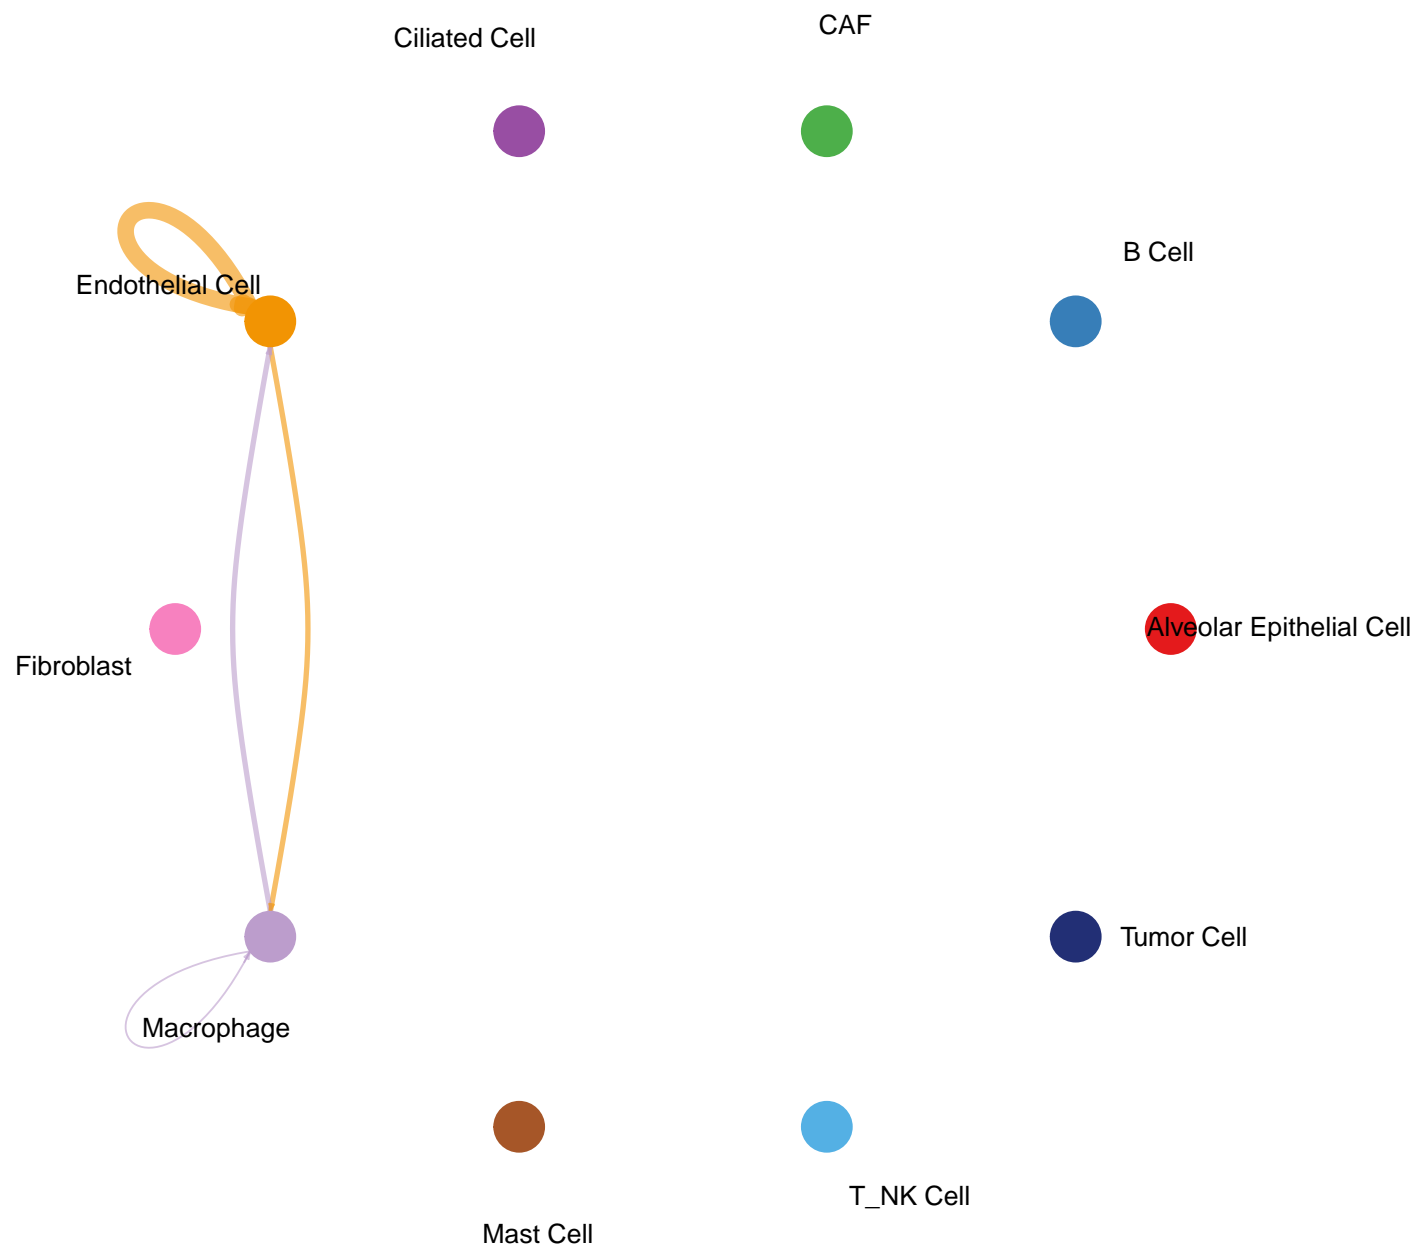 CAF
Ciliated Cell
B Cell
Endothelial Cell
Alveolar Epithelial Cell
Fibroblast
Tumor Cell
Macrophage
T_NK Cell
Mast Cell